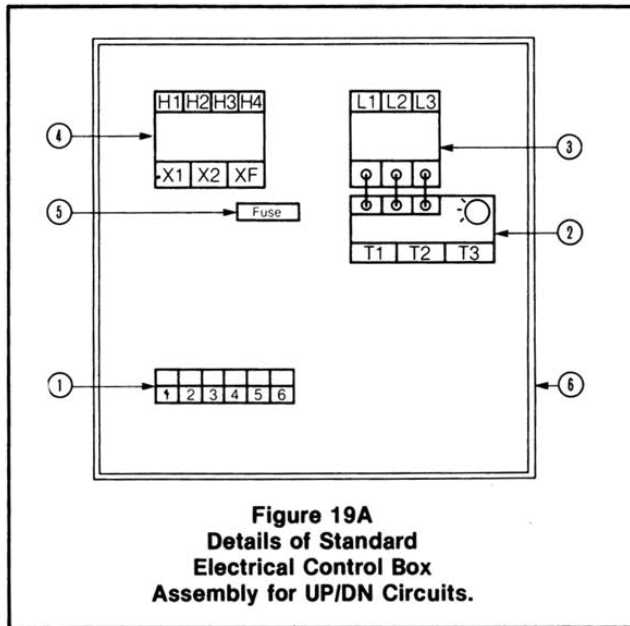 H1 H2 H3 H4
L1 L2 L3
4
3
X1 X2 XF
5
Fuse
2
T1 T2 T3
1
1 2 3 4 5 6
6
Figure 19A
Details of Standard
Electrical Control Box
Assembly for UP/DN Circuits.